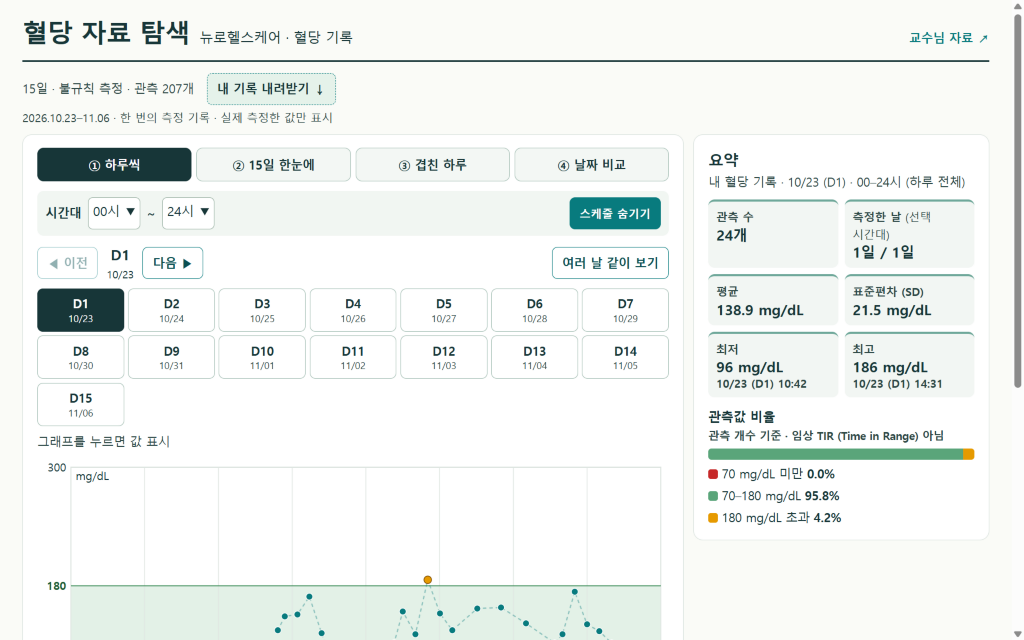 혈당 자료 탐색 뉴로헬스케어 · 혈당 기록
교수님 자료 ↗
15일 · 불규칙 측정 · 관측 207개
내 기록 내려받기 ↓
2026.10.23–11.06 · 한 번의 측정 기록 · 실제 측정한 값만 표시
① 하루씩
② 15일 한눈에
③ 겹친 하루
④ 날짜 비교
시간대 00시 ▼ ~ 24시 ▼
스케줄 숨기기
◀ 이전
D1
10/23
다음 ▶
여러 날 같이 보기
D1
10/23
D2
10/24
D3
10/25
D4
10/26
D5
10/27
D6
10/28
D7
10/29
D8
10/30
D9
10/31
D10
11/01
D11
11/02
D12
11/03
D13
11/04
D14
11/05
D15
11/06
그래프를 누르면 값 표시
300
mg/dL
180
요약
내 혈당 기록 · 10/23 (D1) · 00–24시 (하루 전체)
관측 수
24개
측정한 날 (선택
시간대)
1일 / 1일
평균
138.9 mg/dL
표준편차 (SD)
21.5 mg/dL
최저
96 mg/dL
10/23 (D1) 10:42
최고
186 mg/dL
10/23 (D1) 14:31
관측값 비율
관측 개수 기준 · 임상 TIR (Time in Range) 아님
70 mg/dL 미만 0.0%
70–180 mg/dL 95.8%
180 mg/dL 초과 4.2%